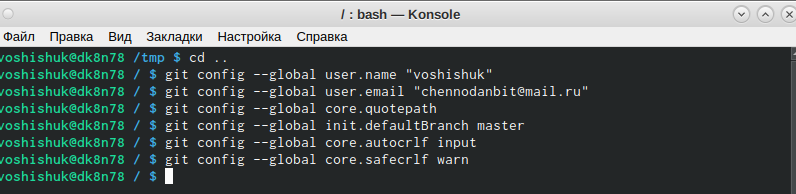 / : bash — Konsole
Файл Правка Вид Закладки Настройка Справка
voshishuk@dk8n78 /tmp $ cd ..
voshishuk@dk8n78 / $ git config --global user.name "voshishuk"
voshishuk@dk8n78 / $ git config --global user.email "chennodanbit@mail.ru"
voshishuk@dk8n78 / $ git config --global core.quotepath
voshishuk@dk8n78 / $ git config --global init.defaultBranch master
voshishuk@dk8n78 / $ git config --global core.autocrlf input
voshishuk@dk8n78 / $ git config --global core.safecrlf warn
voshishuk@dk8n78 / $